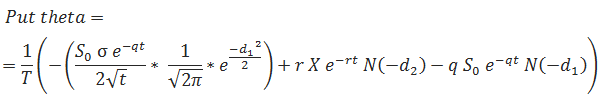 Put theta =
= 1/T ( − ( (S₀ σ e^(−qt)) / (2√t) * 1/√(2π) * e^(−d₁²/2) ) + r X e^(−rt) N(−d₂) − q S₀ e^(−qt) N(−d₁) )